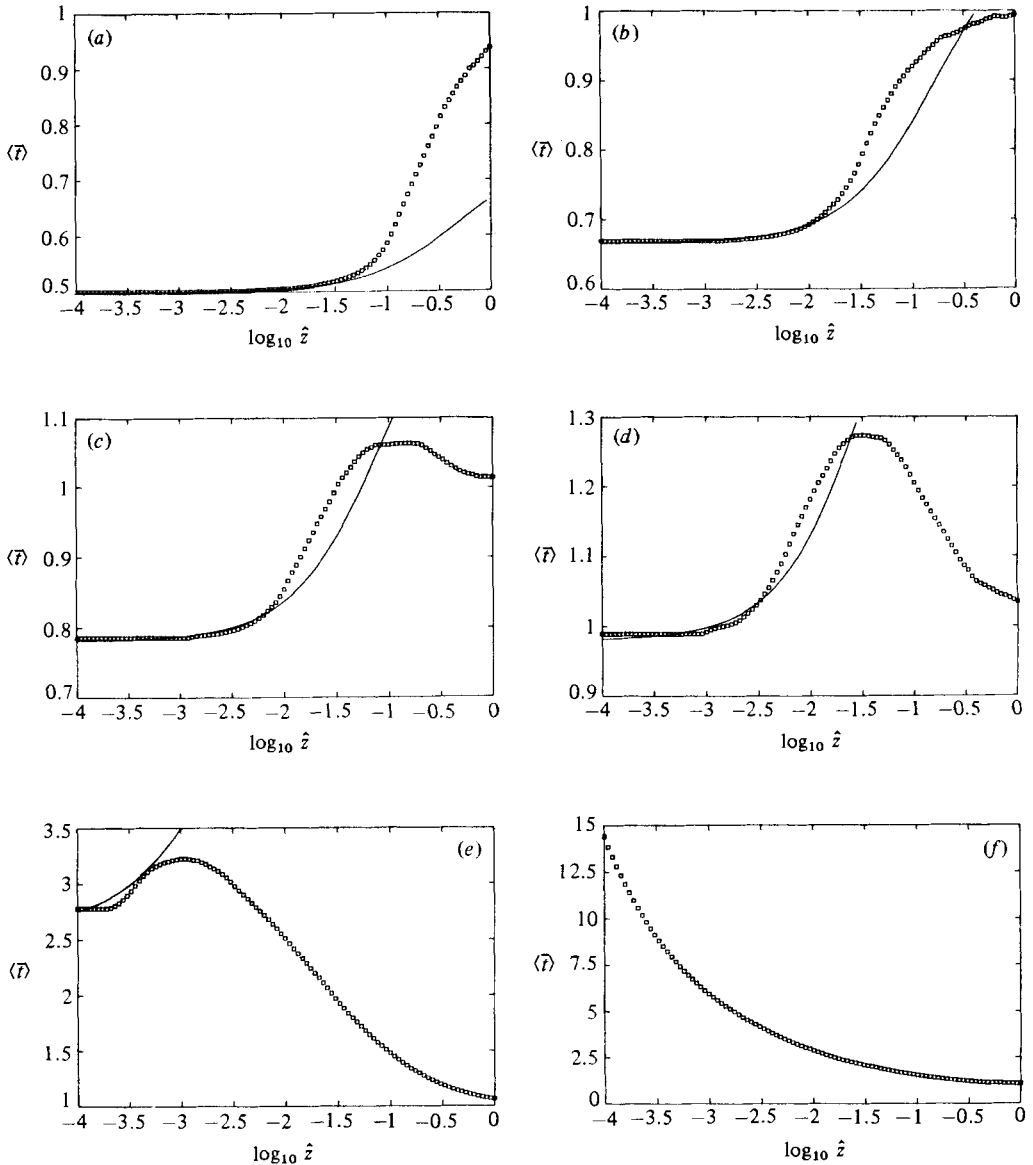 (a)
1
0.9
0.8
0.7
0.6
0.5
⟨t̄⟩
−4 −3.5 −3 −2.5 −2 −1.5 −1 −0.5 0
log₁₀ ẑ
(b)
1
0.9
0.8
0.7
0.6
⟨t̄⟩
−4 −3.5 −3 −2.5 −2 −1.5 −1 −0.5 0
log₁₀ ẑ
(c)
1.1
1
0.9
0.8
0.7
⟨t̄⟩
−4 −3.5 −3 −2.5 −2 −1.5 −1 −0.5 0
log₁₀ ẑ
(d)
1.3
1.2
1.1
1
0.9
⟨t̄⟩
−4 −3.5 −3 −2.5 −2 −1.5 −1 −0.5 0
log₁₀ ẑ
(e)
3.5
3
2.5
2
1.5
1
⟨t̄⟩
−4 −3.5 −3 −2.5 −2 −1.5 −1 −0.5 0
log₁₀ ẑ
(f)
15
12.5
10
7.5
5
2.5
0
⟨t̄⟩
−4 −3.5 −3 −2.5 −2 −1.5 −1 −0.5 0
log₁₀ ẑ